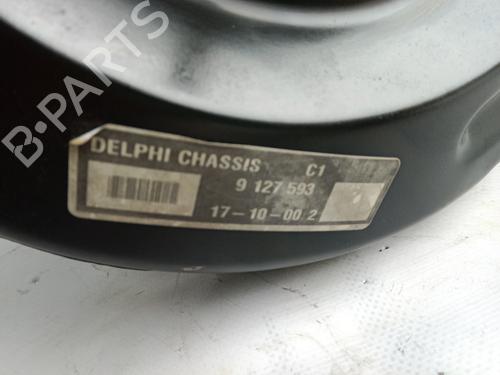 B-PARTS
DELPHI CHASSIS C1
9 127 593
17-10-00 2